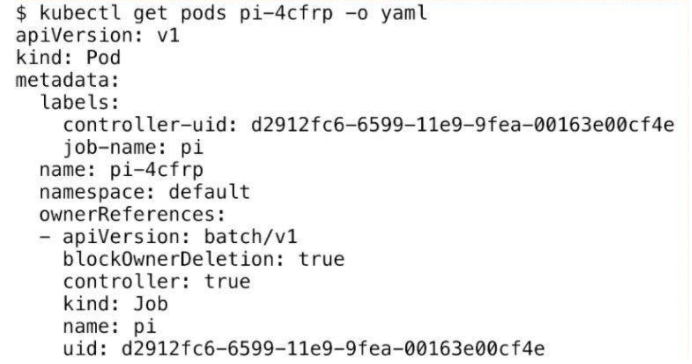 $ kubectl get pods pi-4cfrp -o yaml
apiVersion: v1
kind: Pod
metadata:
  labels:
    controller-uid: d2912fc6-6599-11e9-9fea-00163e00cf4e
    job-name: pi
  name: pi-4cfrp
  namespace: default
  ownerReferences:
  - apiVersion: batch/v1
    blockOwnerDeletion: true
    controller: true
    kind: Job
    name: pi
    uid: d2912fc6-6599-11e9-9fea-00163e00cf4e